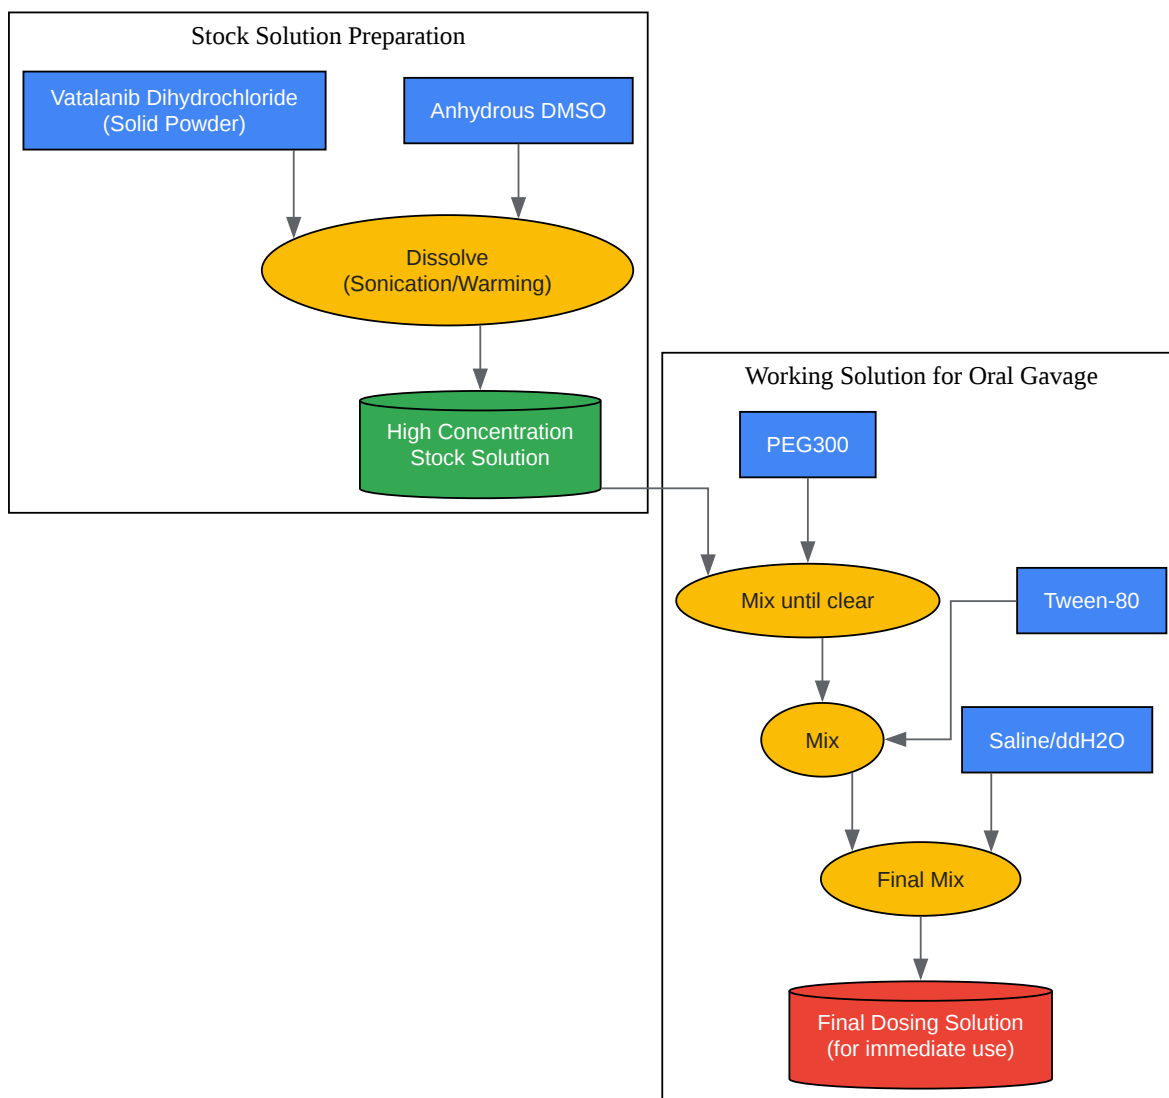 Stock Solution Preparation
Vatalanib Dihydrochloride
(Solid Powder)
Anhydrous DMSO
Dissolve
(Sonication/Warming)
High Concentration
Stock Solution
Working Solution for Oral Gavage
PEG300
Mix until clear
Tween-80
Mix
Saline/ddH2O
Final Mix
Final Dosing Solution
(for immediate use)